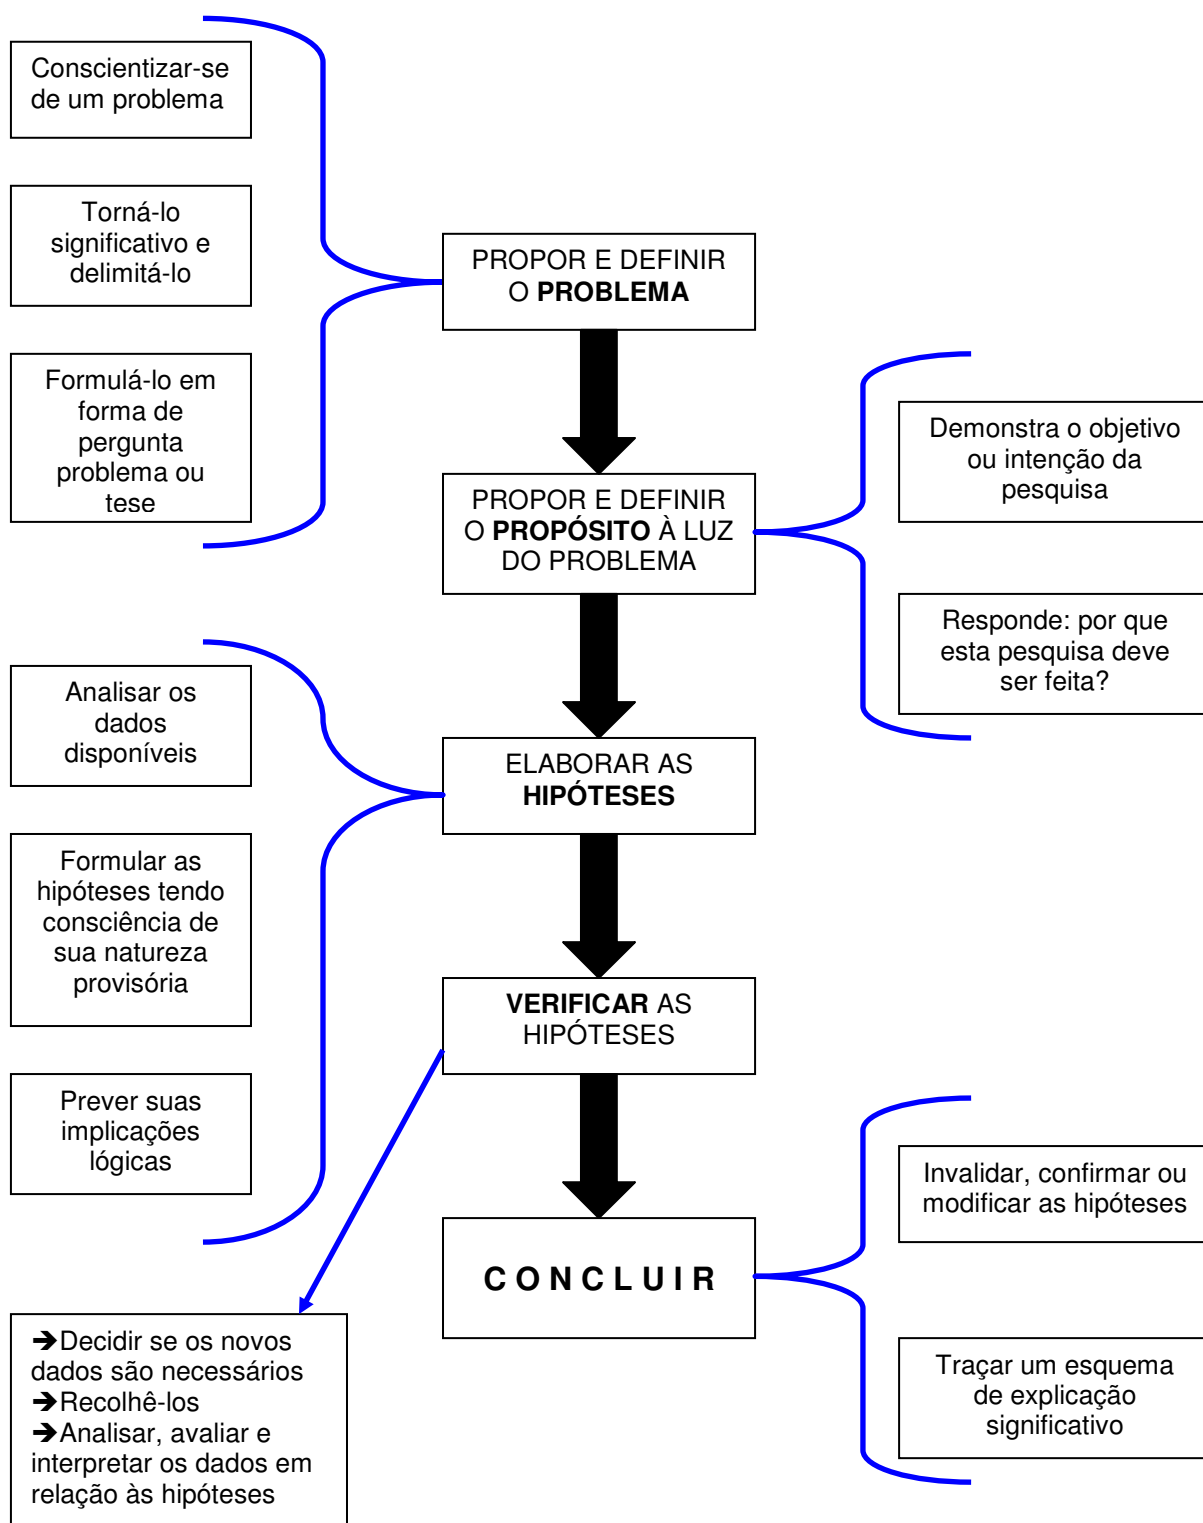 Conscientizar-se
de um problema
Torná-lo
significativo e
delimitá-lo
Formulá-lo em
forma de
pergunta
problema ou
tese
PROPOR E DEFINIR
O PROBLEMA
PROPOR E DEFINIR
O PROPÓSITO À LUZ
DO PROBLEMA
Demonstra o objetivo
ou intenção da
pesquisa
Responde: por que
esta pesquisa deve
ser feita?
Analisar os
dados
disponíveis
Formular as
hipóteses tendo
consciência de
sua natureza
provisória
Prever suas
implicações
lógicas
ELABORAR AS
HIPÓTESES
VERIFICAR AS
HIPÓTESES
➔Decidir se os novos
dados são necessários
➔Recolhê-los
➔Analisar, avaliar e
interpretar os dados em
relação às hipóteses
C O N C L U I R
Invalidar, confirmar ou
modificar as hipóteses
Traçar um esquema
de explicação
significativo